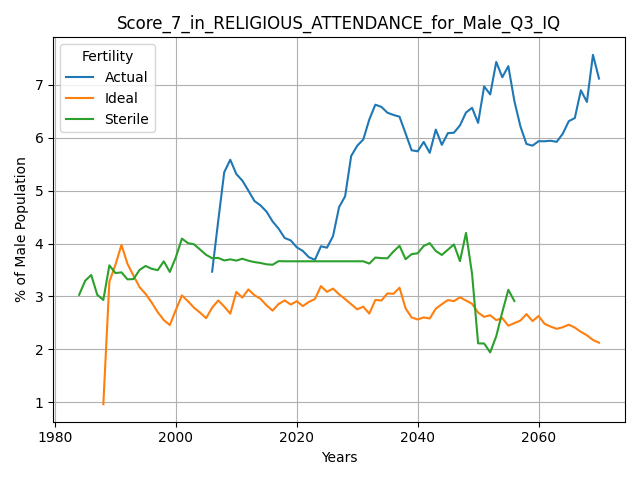 Score_7_in_RELIGIOUS_ATTENDANCE_for_Male_Q3_IQ
Fertility
Actual
Ideal
Sterile
% of Male Population
7
6
5
4
3
2
1
1980 2000 2020 2040 2060
Years